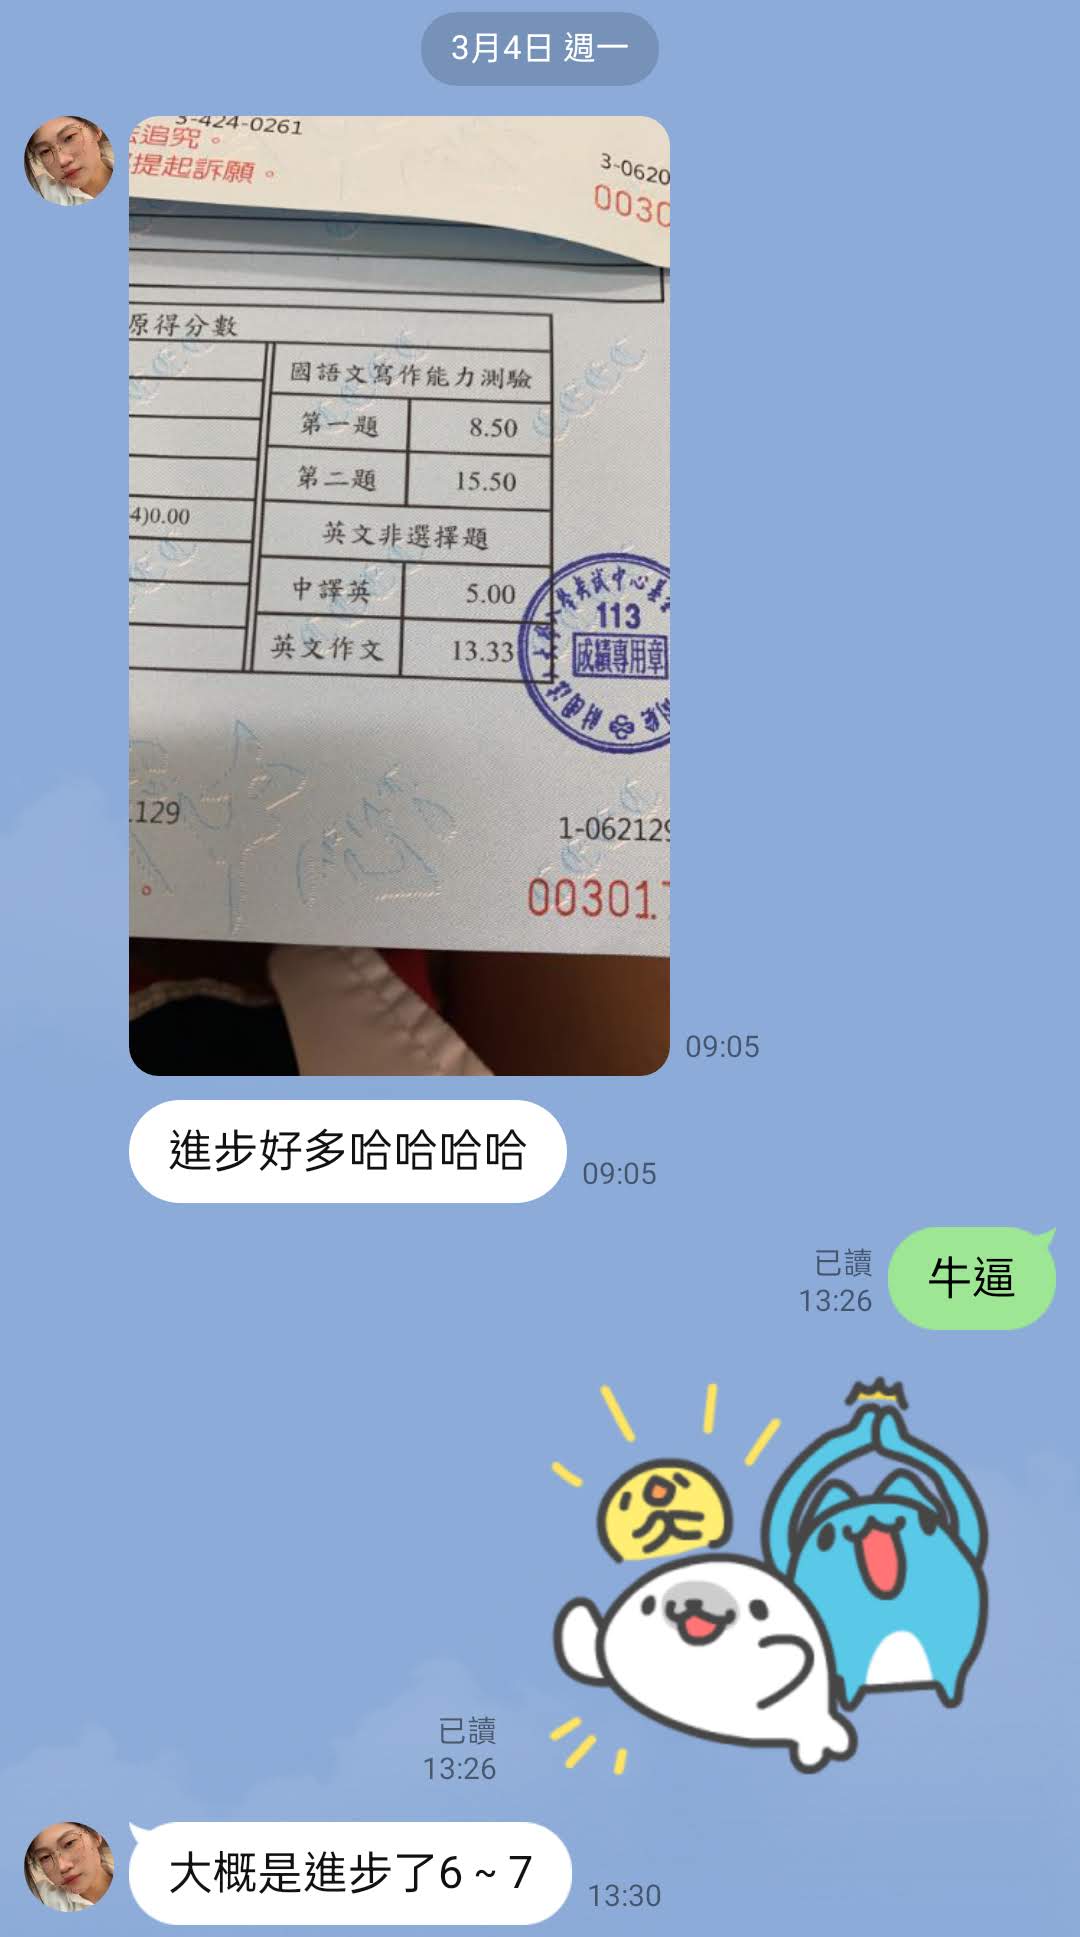 3月4日 週一
3-424-0261
追究。
提起訴願。
3-0620
0030
原得分數
國語文寫作能力測驗
第一題 8.50
第二題 15.50
4)0.00
英文非選擇題
中譯英 5.00
英文作文 13.33
113
成績專用章
129
1-062129
003017
09:05
進步好多哈哈哈哈
09:05
已讀
13:26
牛逼
已讀
13:26
大概是進步了6 ~ 7
13:30